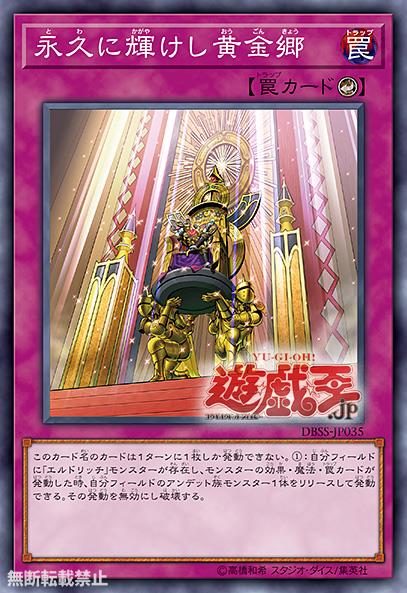 永久に輝けし黄金郷
罠
トラップ
【罠カード】
YU-GI-OH!
遊戯王.jp
DBSS-JP035
このカード名のカードは1ターンに1枚しか発動できない。①:自分フィールド
に「エルドリッチ」モンスターが存在し、モンスターの効果・魔法・罠カードが
発動した時、自分フィールドのアンデット族モンスター1体をリリースして発動
できる。その発動を無効にし破壊する。
無断転載禁止
©高橋和希 スタジオ・ダイス/集英社